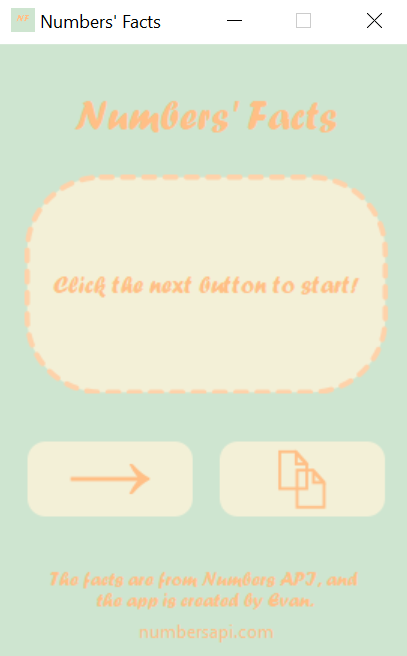 NF Numbers' Facts
Numbers' Facts
Click the next button to start!
The facts are from Numbers API, and
the app is created by Evan.
numbersapi.com